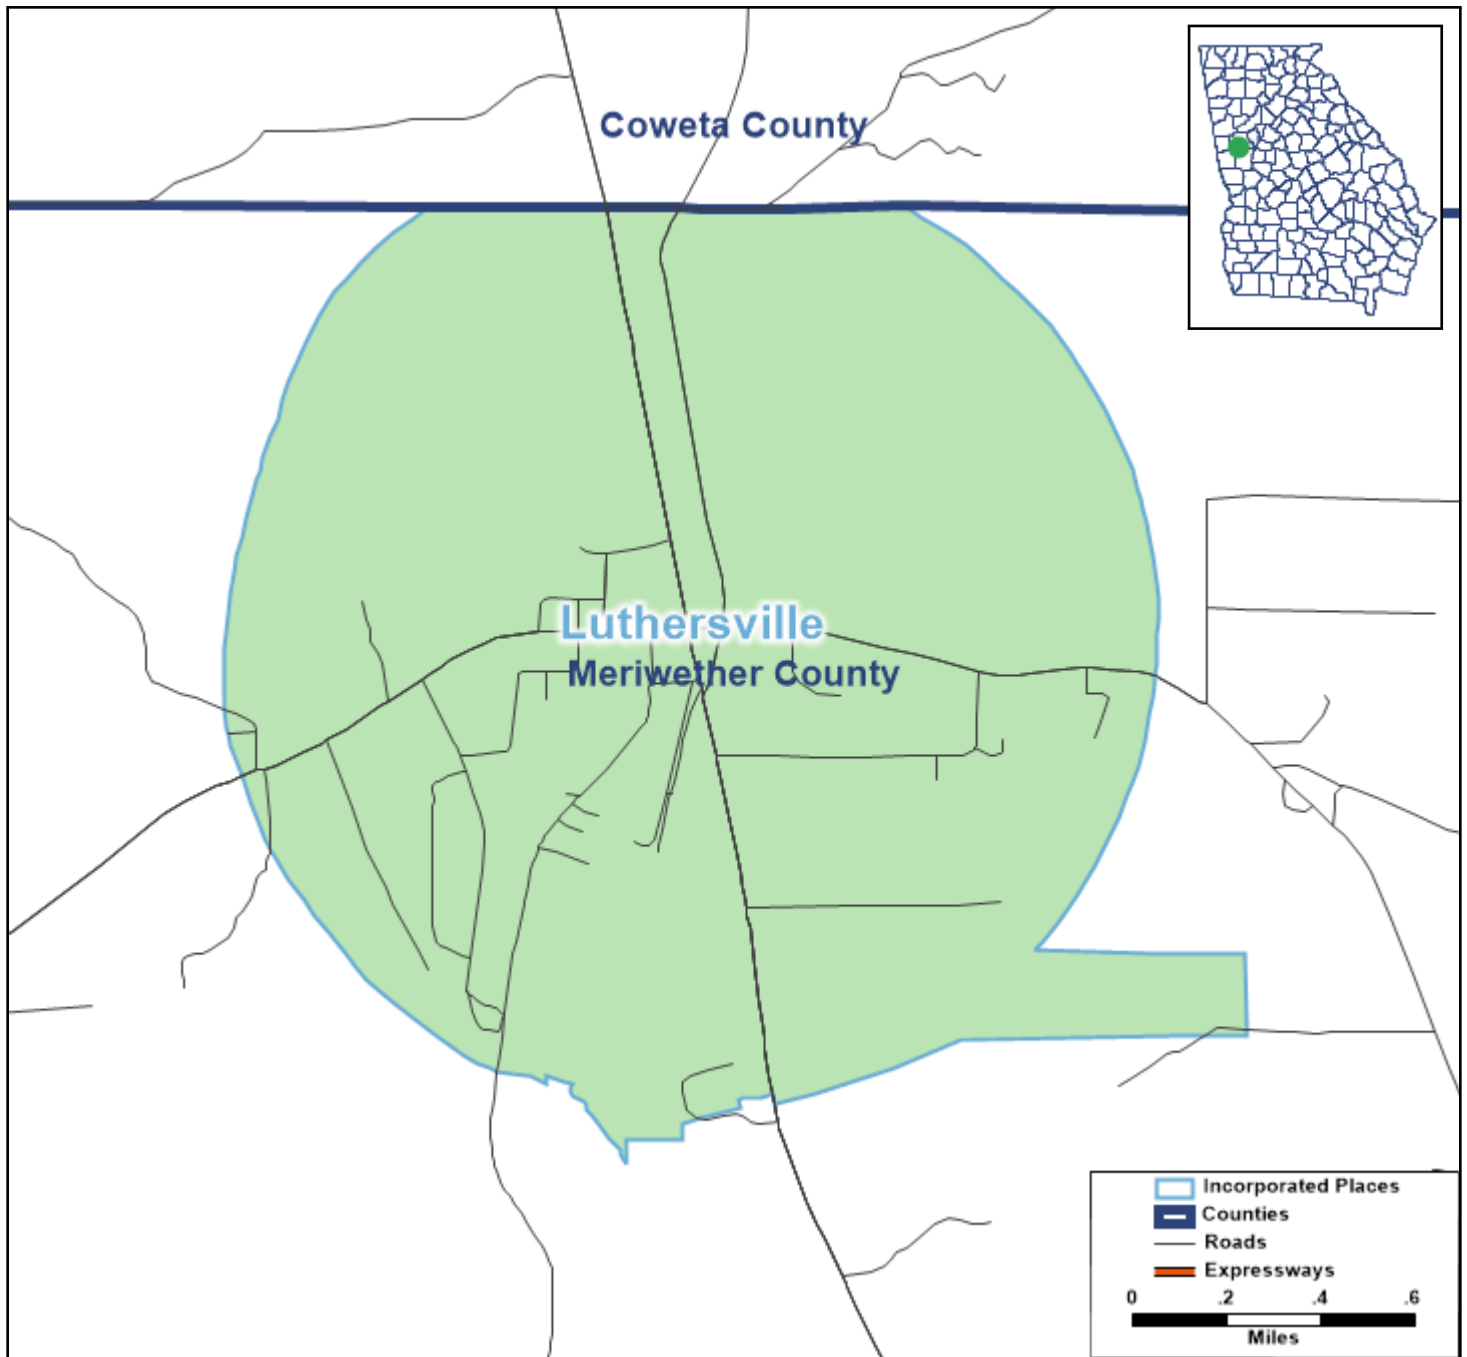 Coweta County
Luthersville
Meriwether County
Incorporated Places
Counties
Roads
Expressways
0 .2 .4 .6
Miles